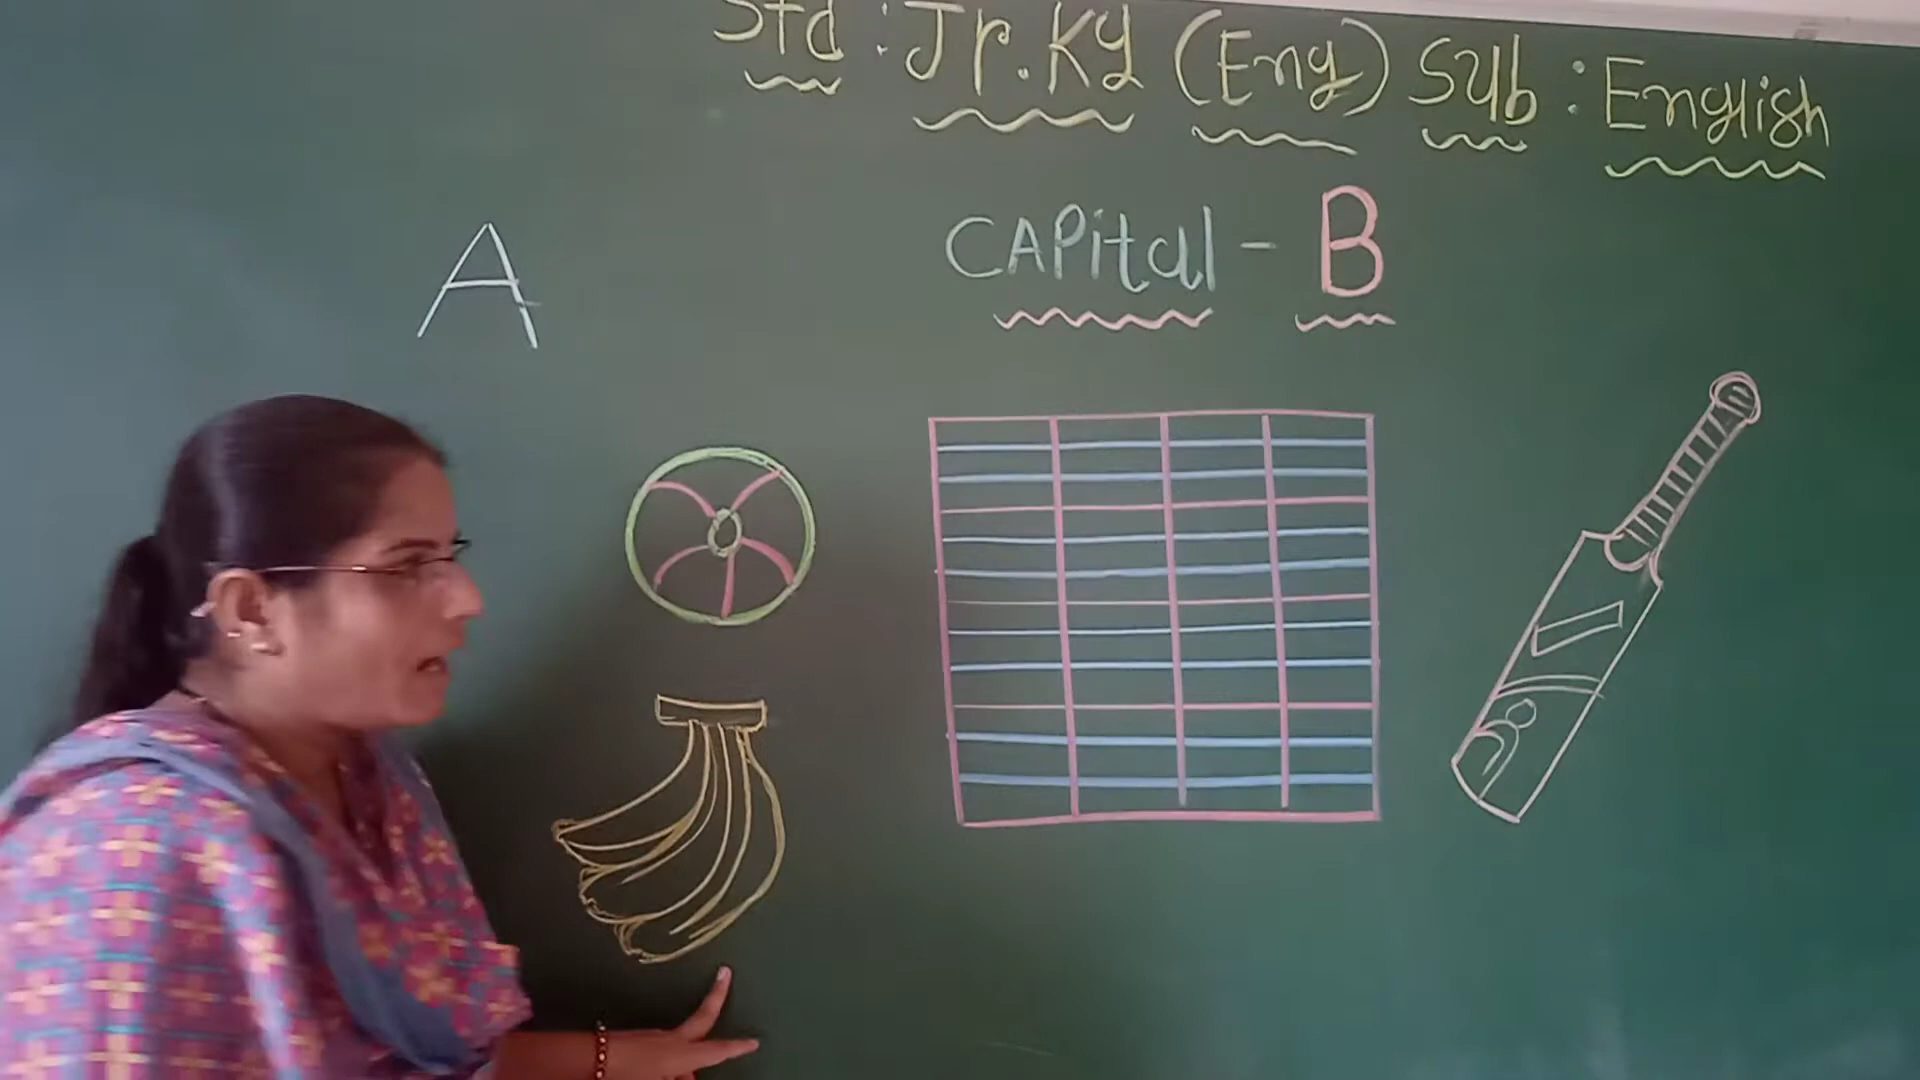 Std : Jr.Kg (Eng) Sub : English
CAPital - B
A